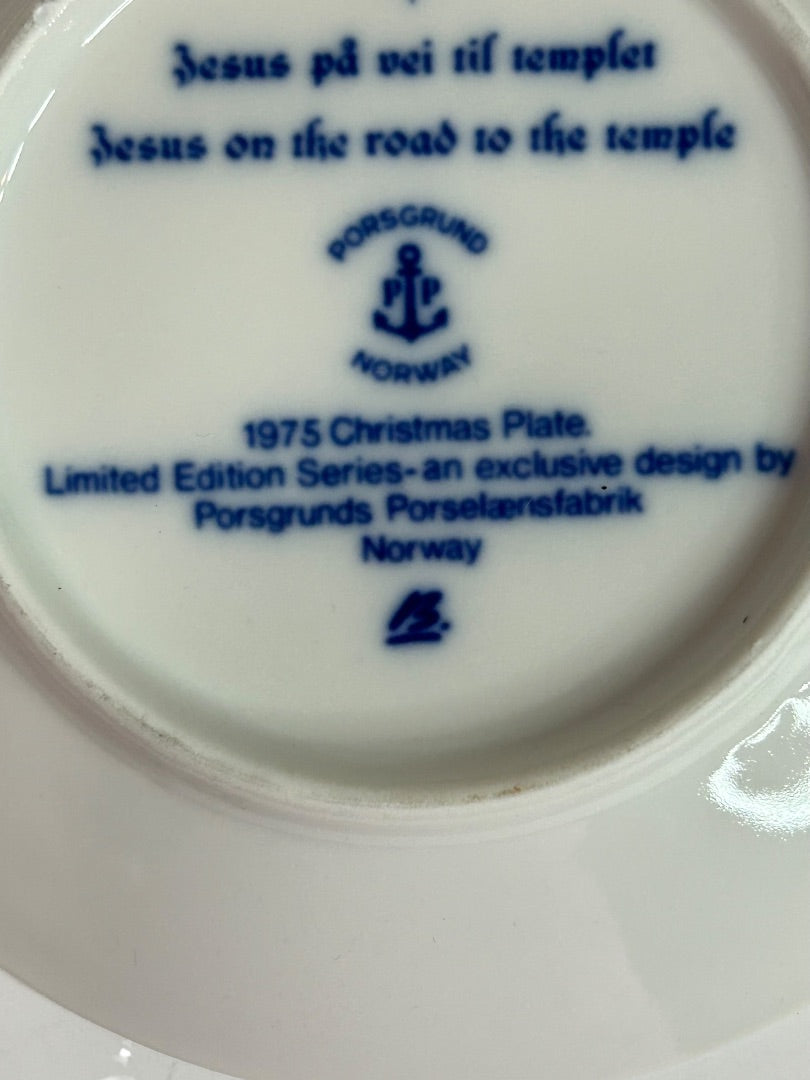 Jesus på vei til templet
Jesus on the road to the temple
PORSGRUND
P P
NORWAY
1975 Christmas Plate.
Limited Edition Series-an exclusive design by
Porsgrunds Porselænsfabrik
Norway
B.